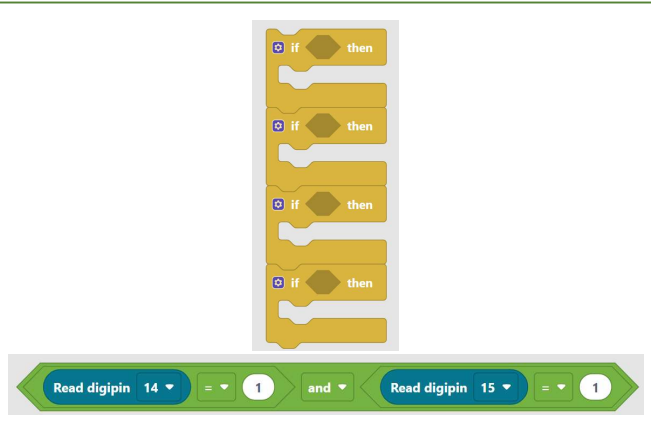 if then
if then
if then
if then
Read digipin 14 = 1 and Read digipin 15 = 1